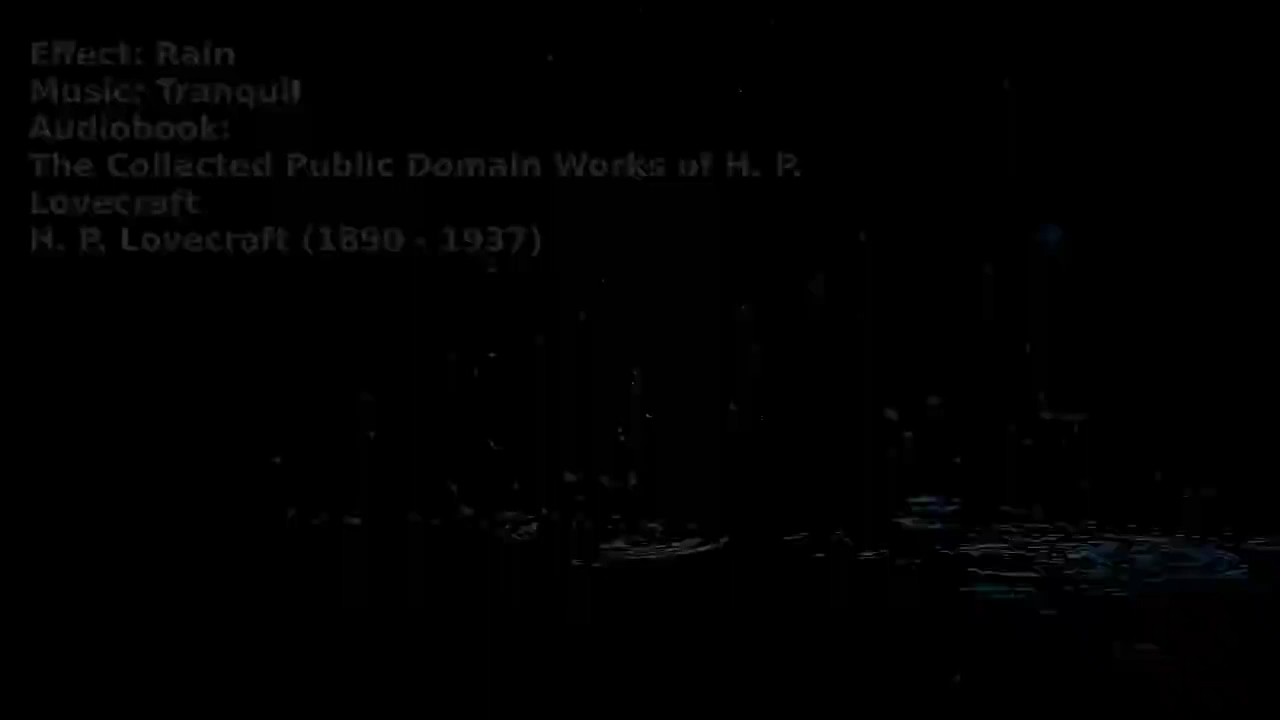 Effect: Rain
Music: Tranquil
Audiobook:
The Collected Public Domain Works of H. P.
Lovecraft
H. P. Lovecraft (1890 - 1937)